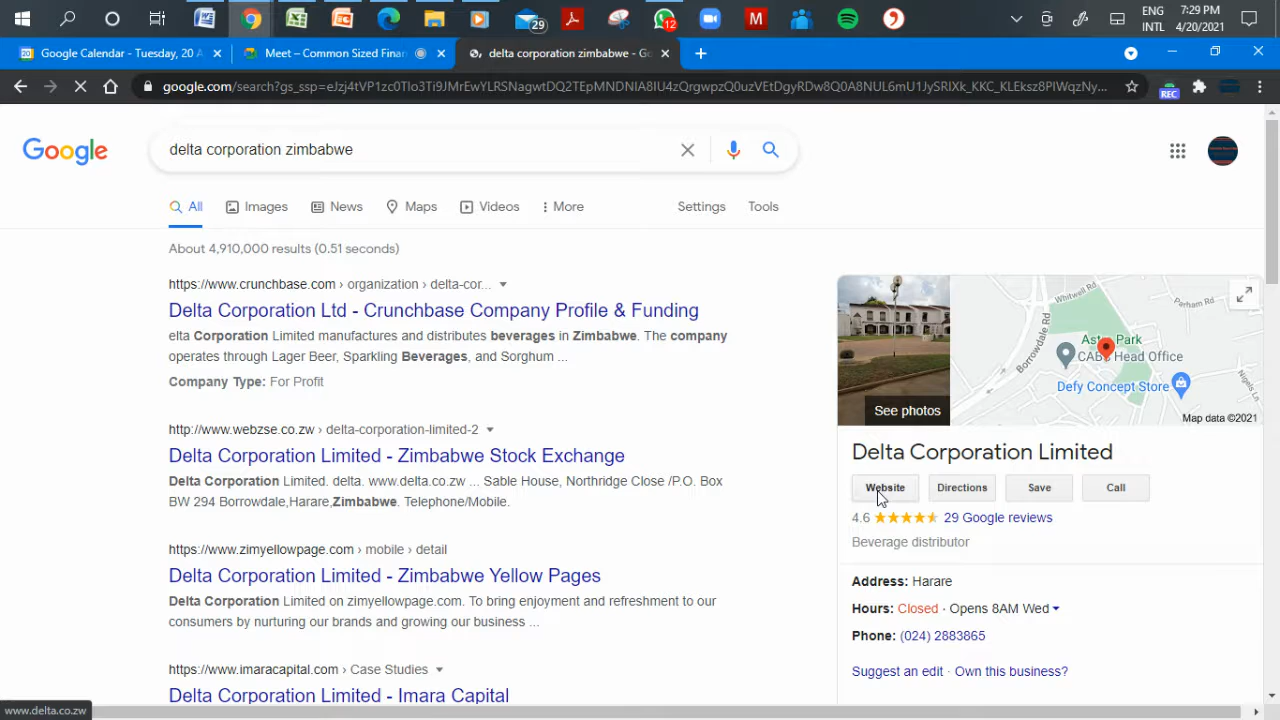 29
12
ENG
INTL
7:29 PM
4/20/2021
Google Calendar - Tuesday, 20 A
Meet – Common Sized Finan
delta corporation zimbabwe - Go
google.com/search?gs_ssp=eJzj4tVP1zc0Tlo3Ti9JMrEwYLRSNagwtDQ2TEpMNDNIA8IU4zQrgwpzQ0uzVEtDgyRDw8Q0A8NUL6mU1JySRIXk_KKC_KLEksz8PIWqzNy...
REC
Google
delta corporation zimbabwe
All
Images
News
Maps
Videos
More
Settings
Tools
About 4,910,000 results (0.51 seconds)
https://www.crunchbase.com › organization › delta-cor...
Delta Corporation Ltd - Crunchbase Company Profile & Funding
elta Corporation Limited manufactures and distributes beverages in Zimbabwe. The company
operates through Lager Beer, Sparkling Beverages, and Sorghum ...
Company Type: For Profit
http://www.webzse.co.zw › delta-corporation-limited-2
Delta Corporation Limited - Zimbabwe Stock Exchange
Delta Corporation Limited. delta. www.delta.co.zw ... Sable House, Northridge Close /P.O. Box
BW 294 Borrowdale,Harare,Zimbabwe. Telephone/Mobile.
https://www.zimyellowpage.com › mobile › detail
Delta Corporation Limited - Zimbabwe Yellow Pages
Delta Corporation Limited on zimyellowpage.com. To bring enjoyment and refreshment to our
consumers by nurturing our brands and growing our business ...
https://www.imaracapital.com › Case Studies
Delta Corporation Limited - Imara Capital
See photos
Whitwell Rd
Parham Rd
Borrowdale Rd
Nigels Ln
Park
CABS Head Office
Defy Concept Store
Map data ©2021
Delta Corporation Limited
Website
Directions
Save
Call
4.6
29 Google reviews
Beverage distributor
Address: Harare
Hours: Closed · Opens 8AM Wed
Phone: (024) 2883865
Suggest an edit · Own this business?
www.delta.co.zw